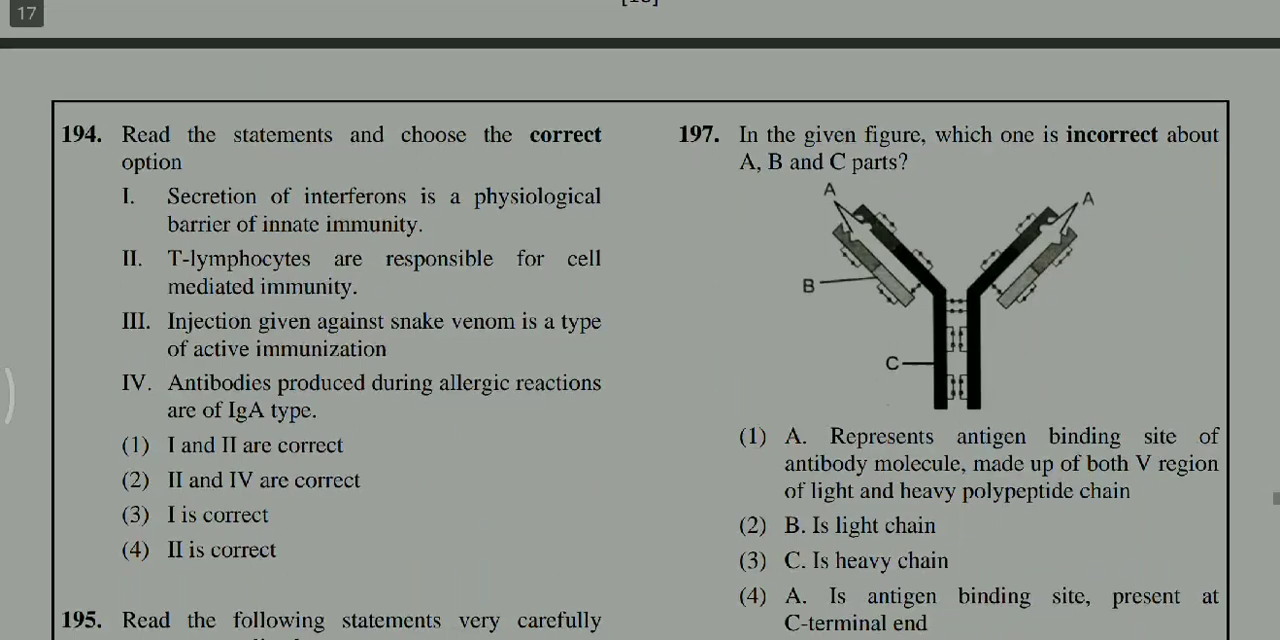 17
194. Read the statements and choose the correct
option
I. Secretion of interferons is a physiological
barrier of innate immunity.
II. T-lymphocytes are responsible for cell
mediated immunity.
III. Injection given against snake venom is a type
of active immunization
IV. Antibodies produced during allergic reactions
are of IgA type.
(1) I and II are correct
(2) II and IV are correct
(3) I is correct
(4) II is correct
195. Read the following statements very carefully
197. In the given figure, which one is incorrect about
A, B and C parts?
A
A
B
C
(1) A. Represents antigen binding site of
antibody molecule, made up of both V region
of light and heavy polypeptide chain
(2) B. Is light chain
(3) C. Is heavy chain
(4) A. Is antigen binding site, present at
C-terminal end